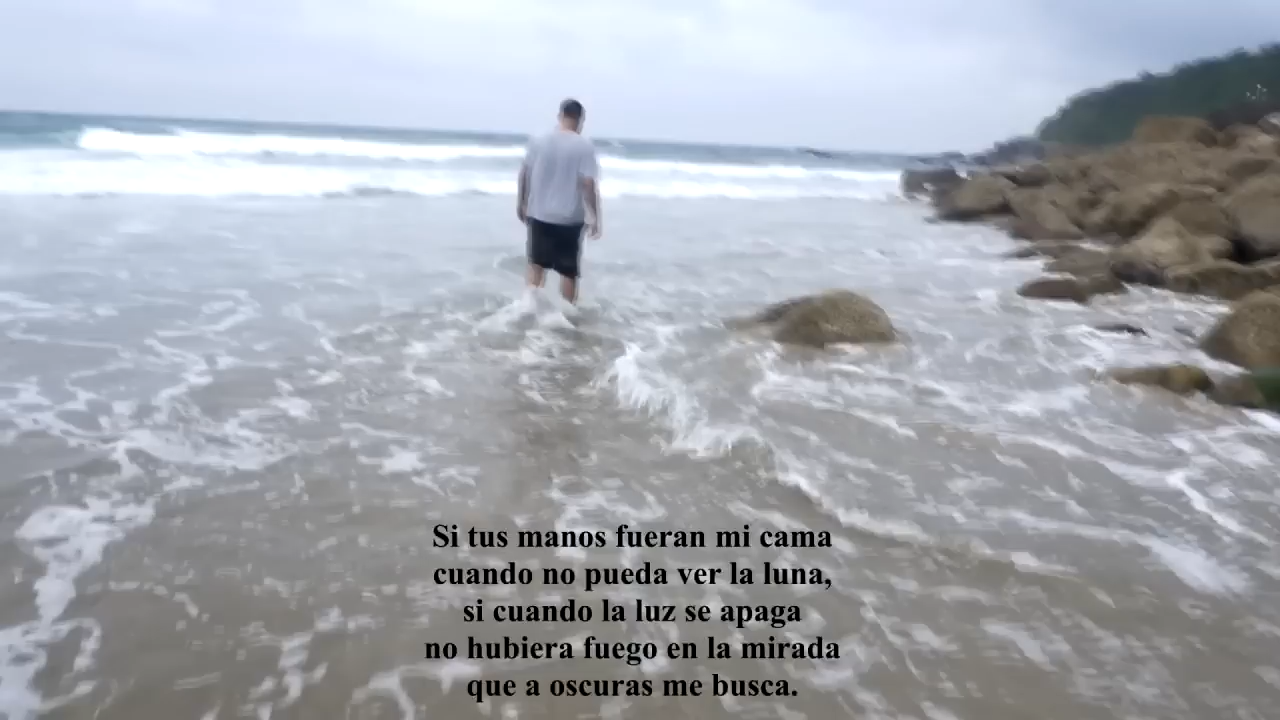 Si tus manos fueran mi cama
cuando no pueda ver la luna,
si cuando la luz se apaga
no hubiera fuego en la mirada
que a oscuras me busca.